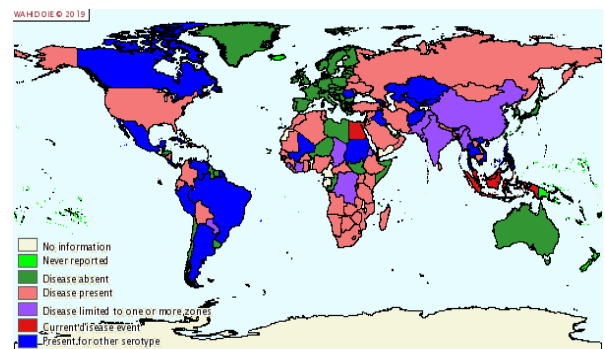 WAHIDOIE © 2019
No information
Never reported
Disease absent
Disease present
Disease limited to one or more zones
Current disease event
Present for other serotype